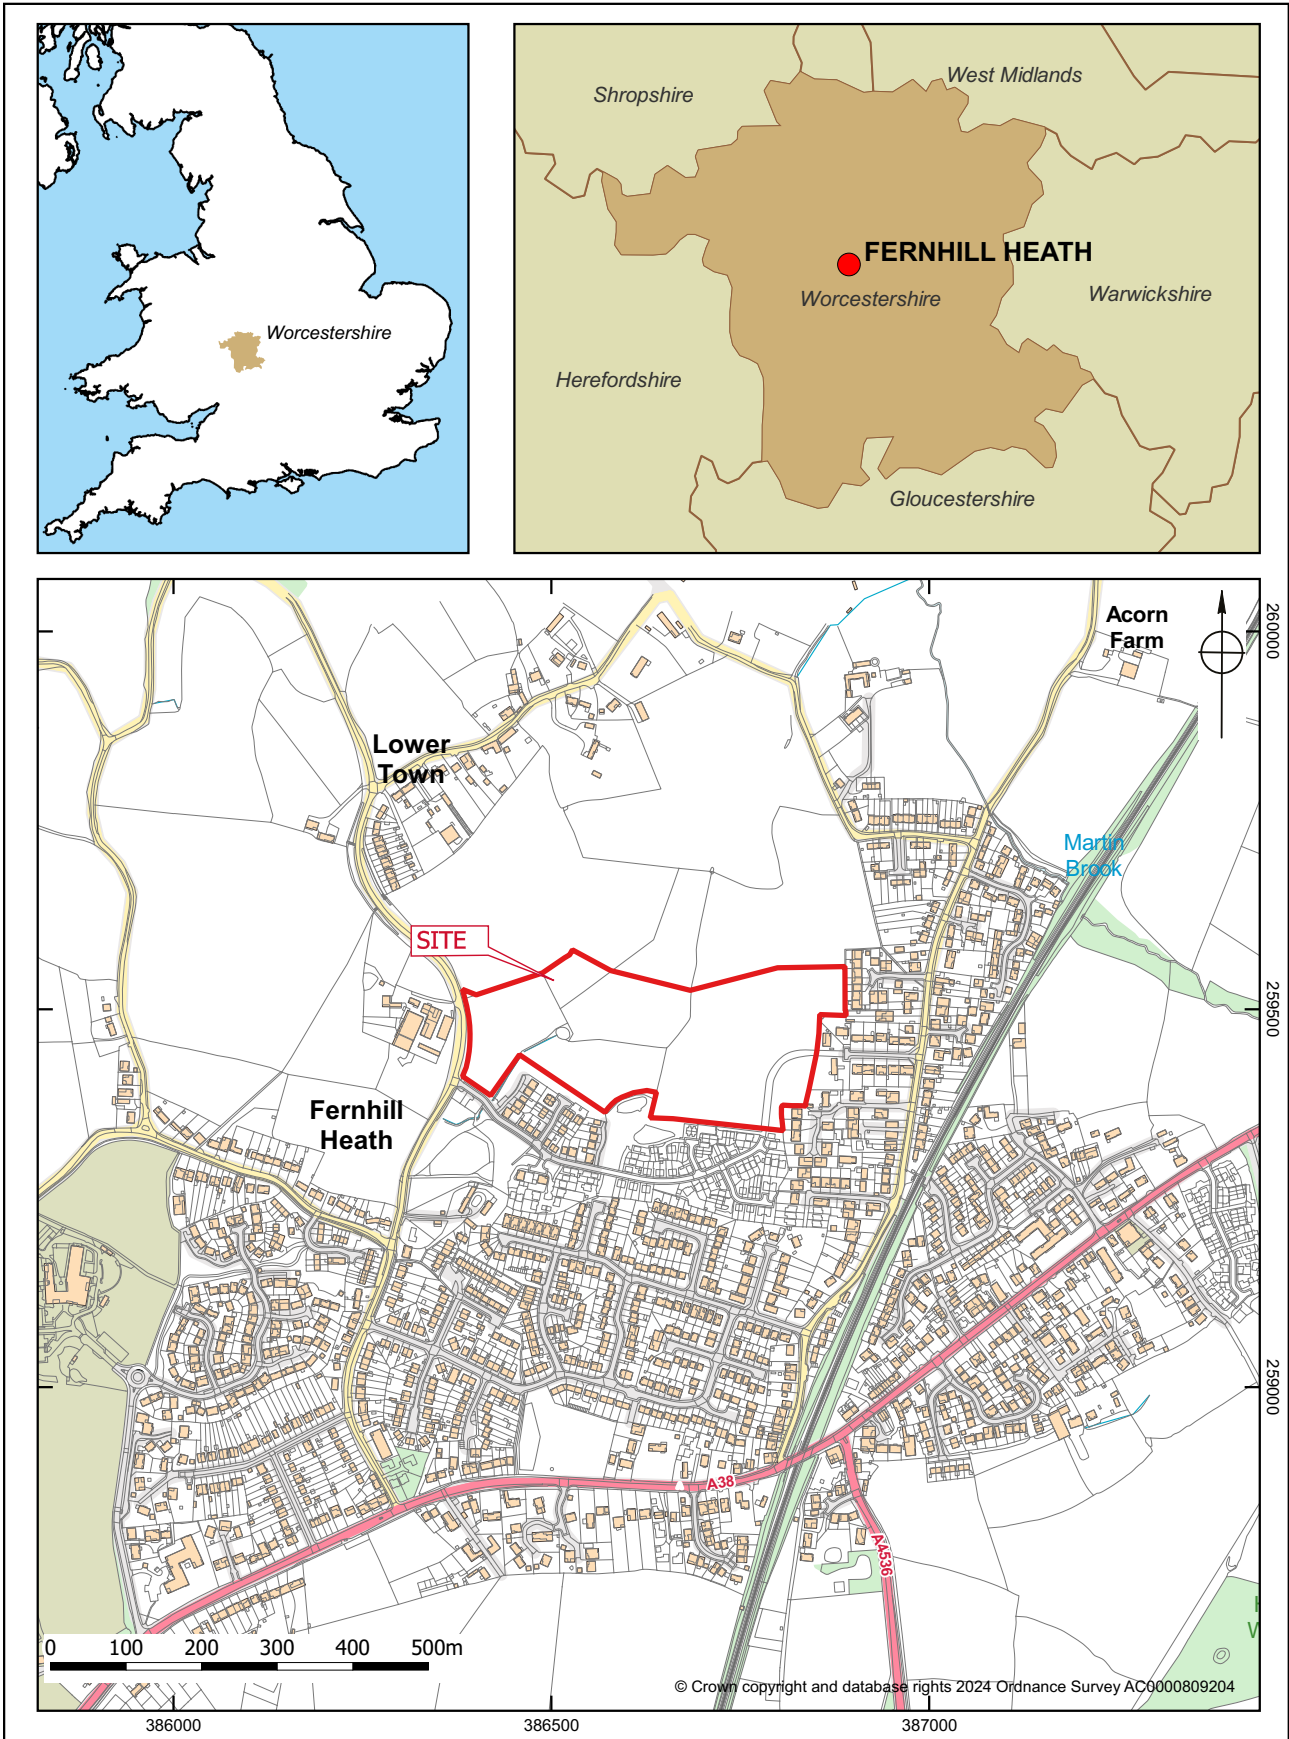 Worcestershire
Shropshire
West Midlands
FERNHILL HEATH
Worcestershire
Warwickshire
Herefordshire
Gloucestershire
Acorn
Farm
260000
Lower
Town
Martin
Brook
SITE
259500
Fernhill
Heath
259000
A38
A4536
0 100 200 300 400 500m
© Crown copyright and database rights 2024 Ordnance Survey AC0000809204
386000 386500 387000